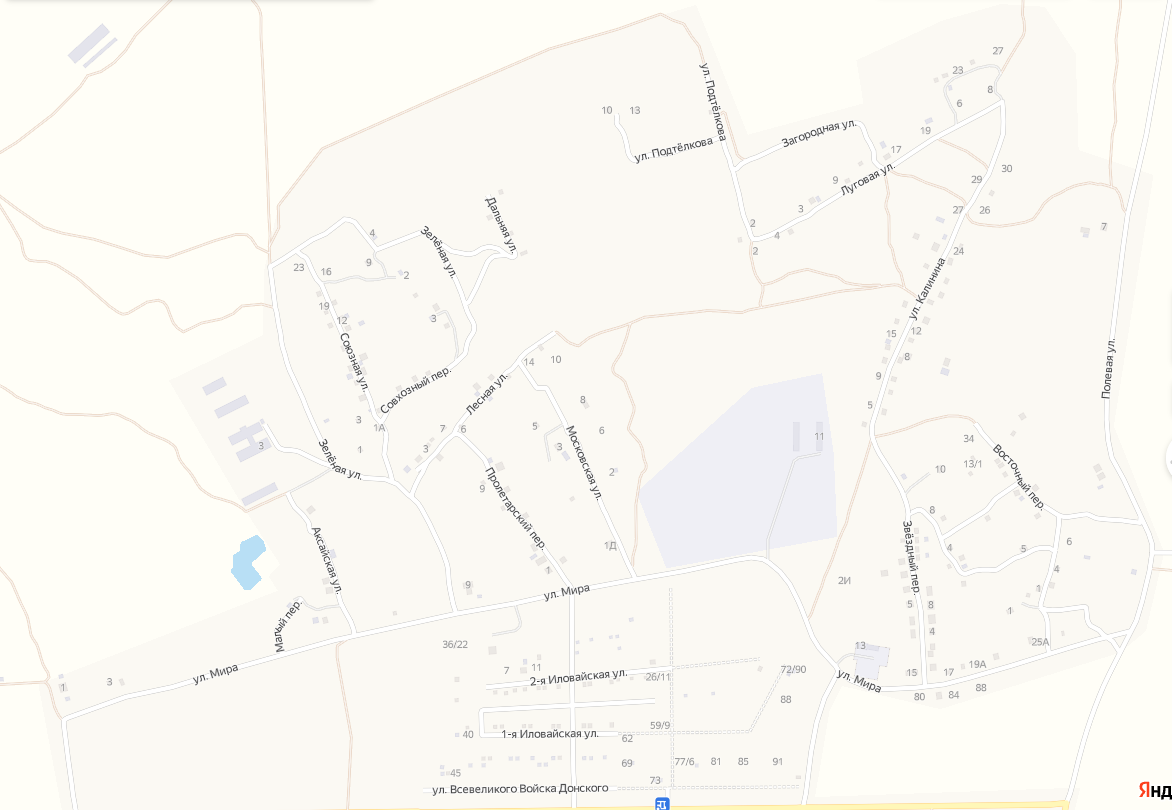 27
23
8
6
ул. Подтёлкова
10
13
19
Загородная ул.
17
ул. Подтёлкова
30
29
9
Луговая ул.
27
26
3
2
4
7
Дальняя ул.
4
Зелёная ул.
2
24
23
16
9
2
ул. Калинина
19
12
3
15
12
Союзная ул.
8
14
10
Полевая ул.
Совхозный пер.
9
Лесная ул.
8
5
3
1А
7
6
5
6
11
34
3
1
3
3
Московская ул.
Восточный пер.
Зелёная ул.
13/1
10
2
Пролетарский пер.
9
8
Звёздный пер.
Аксайская ул.
1Д
4
5
6
1
4
2И
9
ул. Мира
1
5
8
1
Малый пер.
4
25А
36/22
13
7
11
72/90
15
17
19А
ул. Мира
1
3
2-я Иловайская ул.
26/11
ул. Мира
80
84
88
88
40
1-я Иловайская ул.
59/9
62
45
69
77/6
81
85
91
73
ул. Всевеликого Войска Донского
Янд